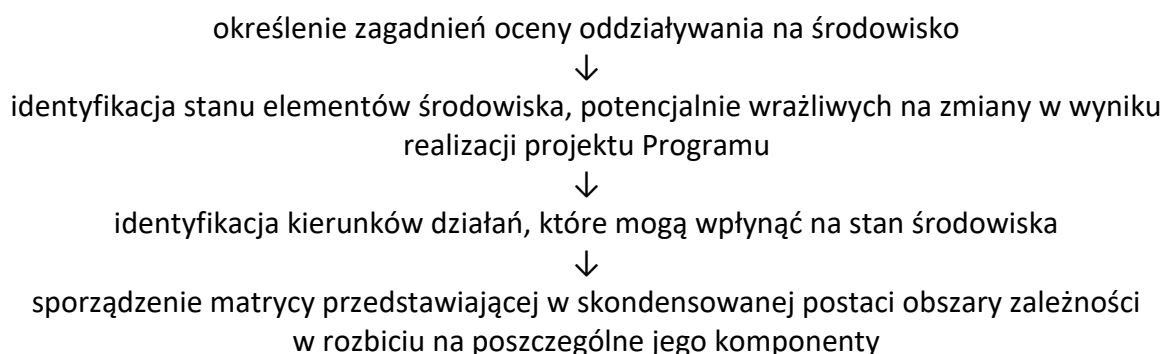 określenie zagadnień oceny oddziaływania na środowisko
↓
identyfikacja stanu elementów środowiska, potencjalnie wrażliwych na zmiany w wyniku
realizacji projektu Programu
↓
identyfikacja kierunków działań, które mogą wpłynąć na stan środowiska
↓
sporządzenie matrycy przedstawiającej w skondensowanej postaci obszary zależności
w rozbiciu na poszczególne jego komponenty